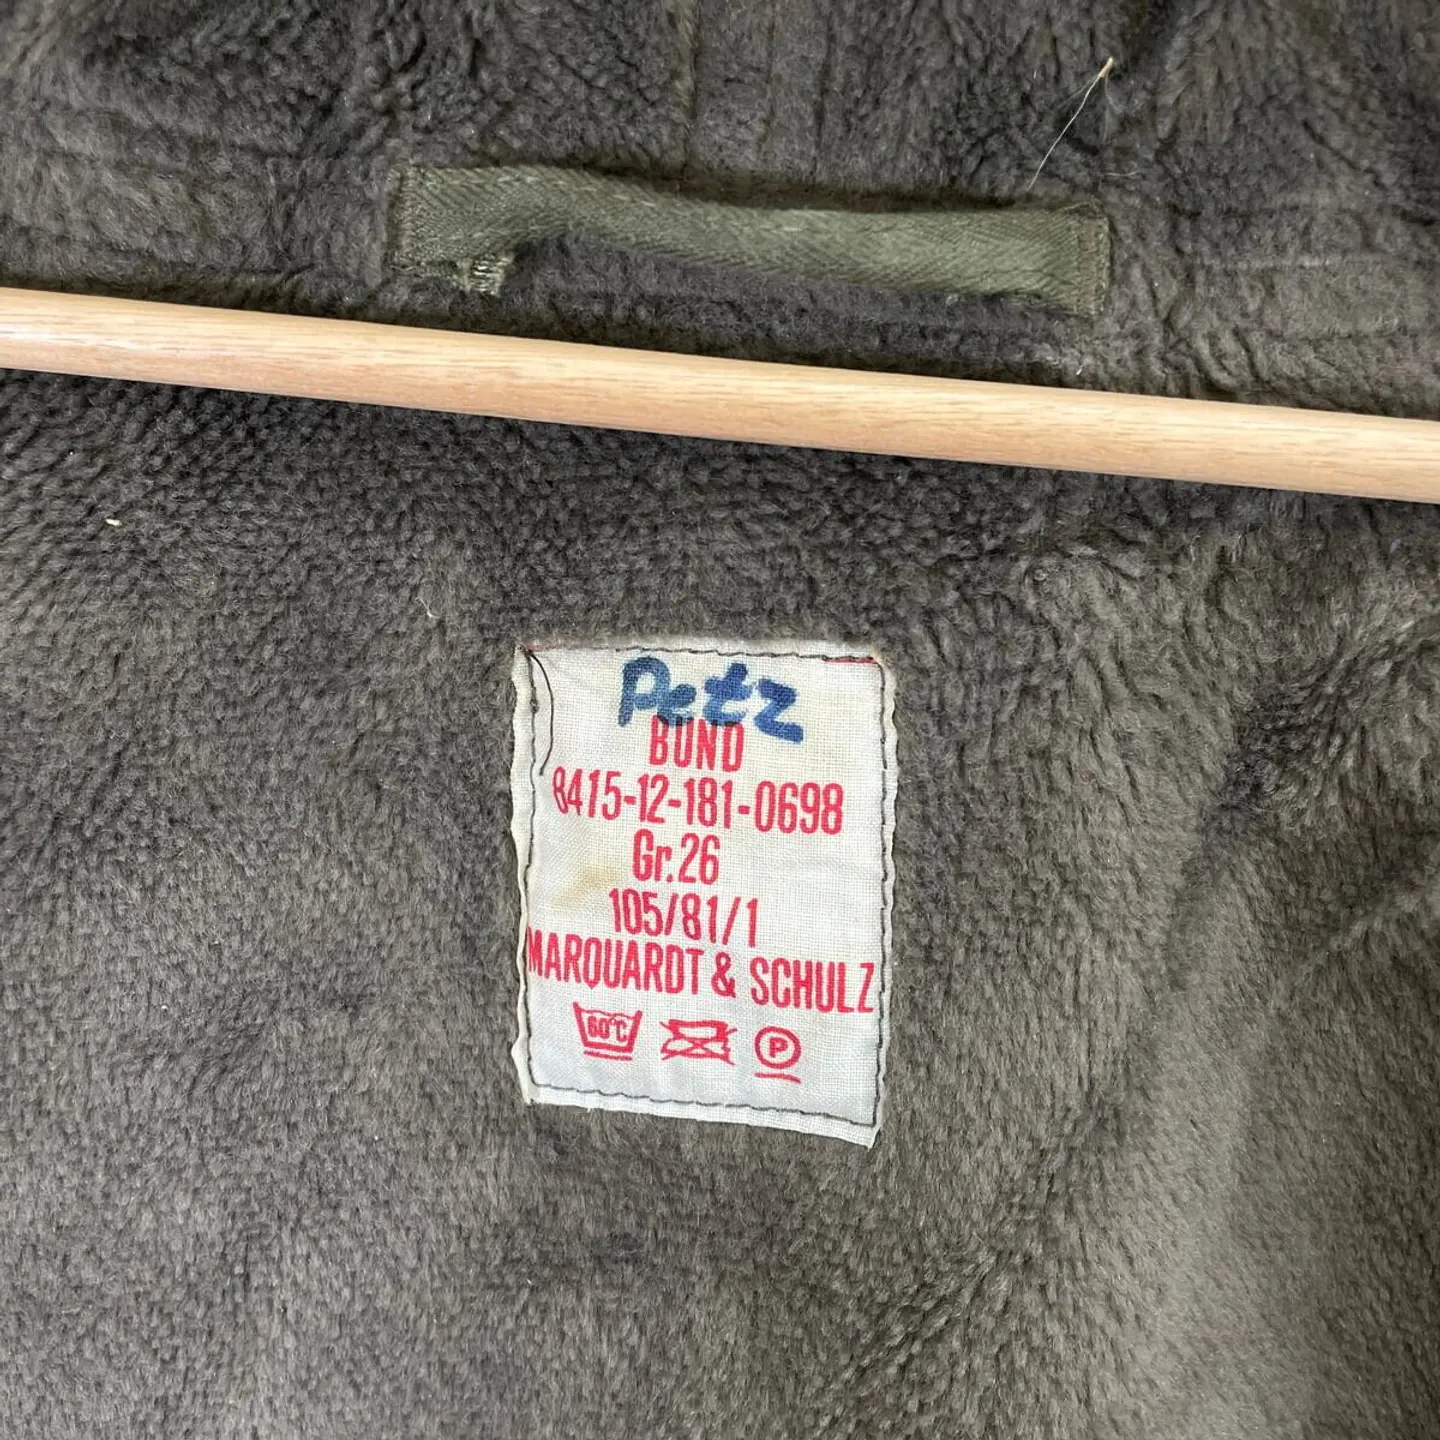 Petz
BUND
8415-12-181-0698
Gr.26
105/81/1
MARQUARDT & SCHULZ
60°C
P